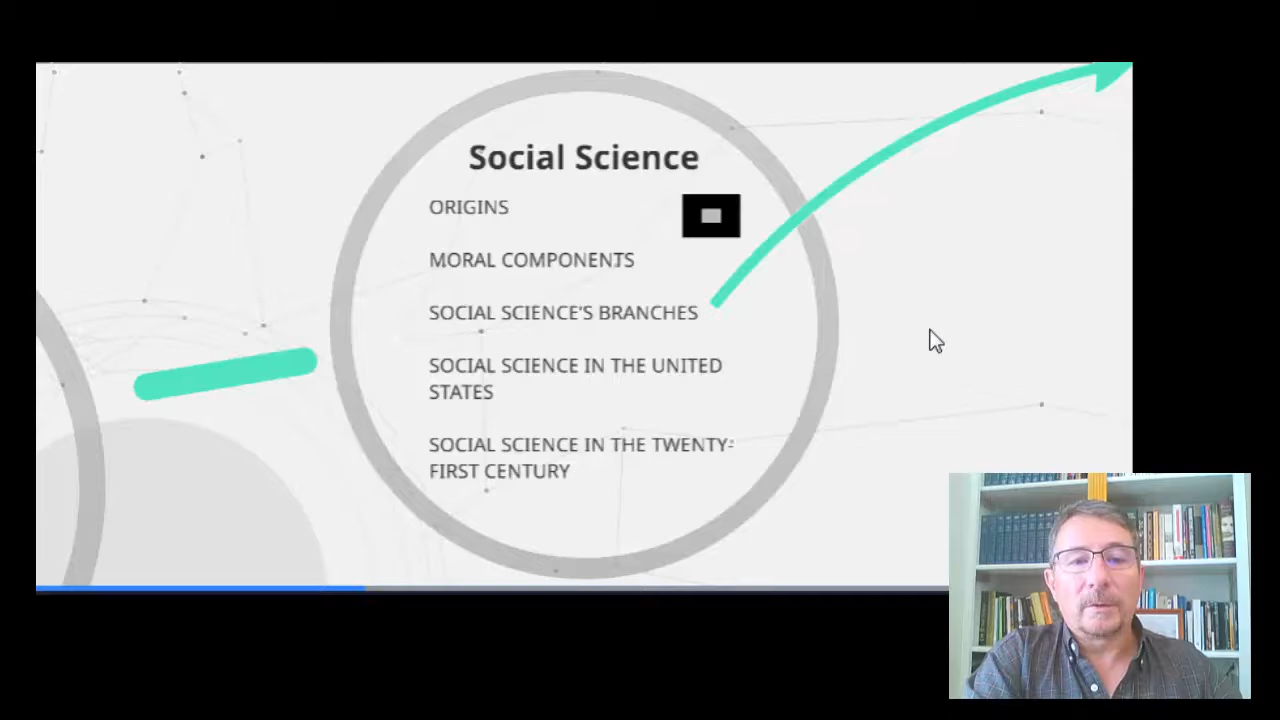 Social Science
ORIGINS
MORAL COMPONENTS
SOCIAL SCIENCE'S BRANCHES
SOCIAL SCIENCE IN THE UNITED
STATES
SOCIAL SCIENCE IN THE TWENTY-
FIRST CENTURY